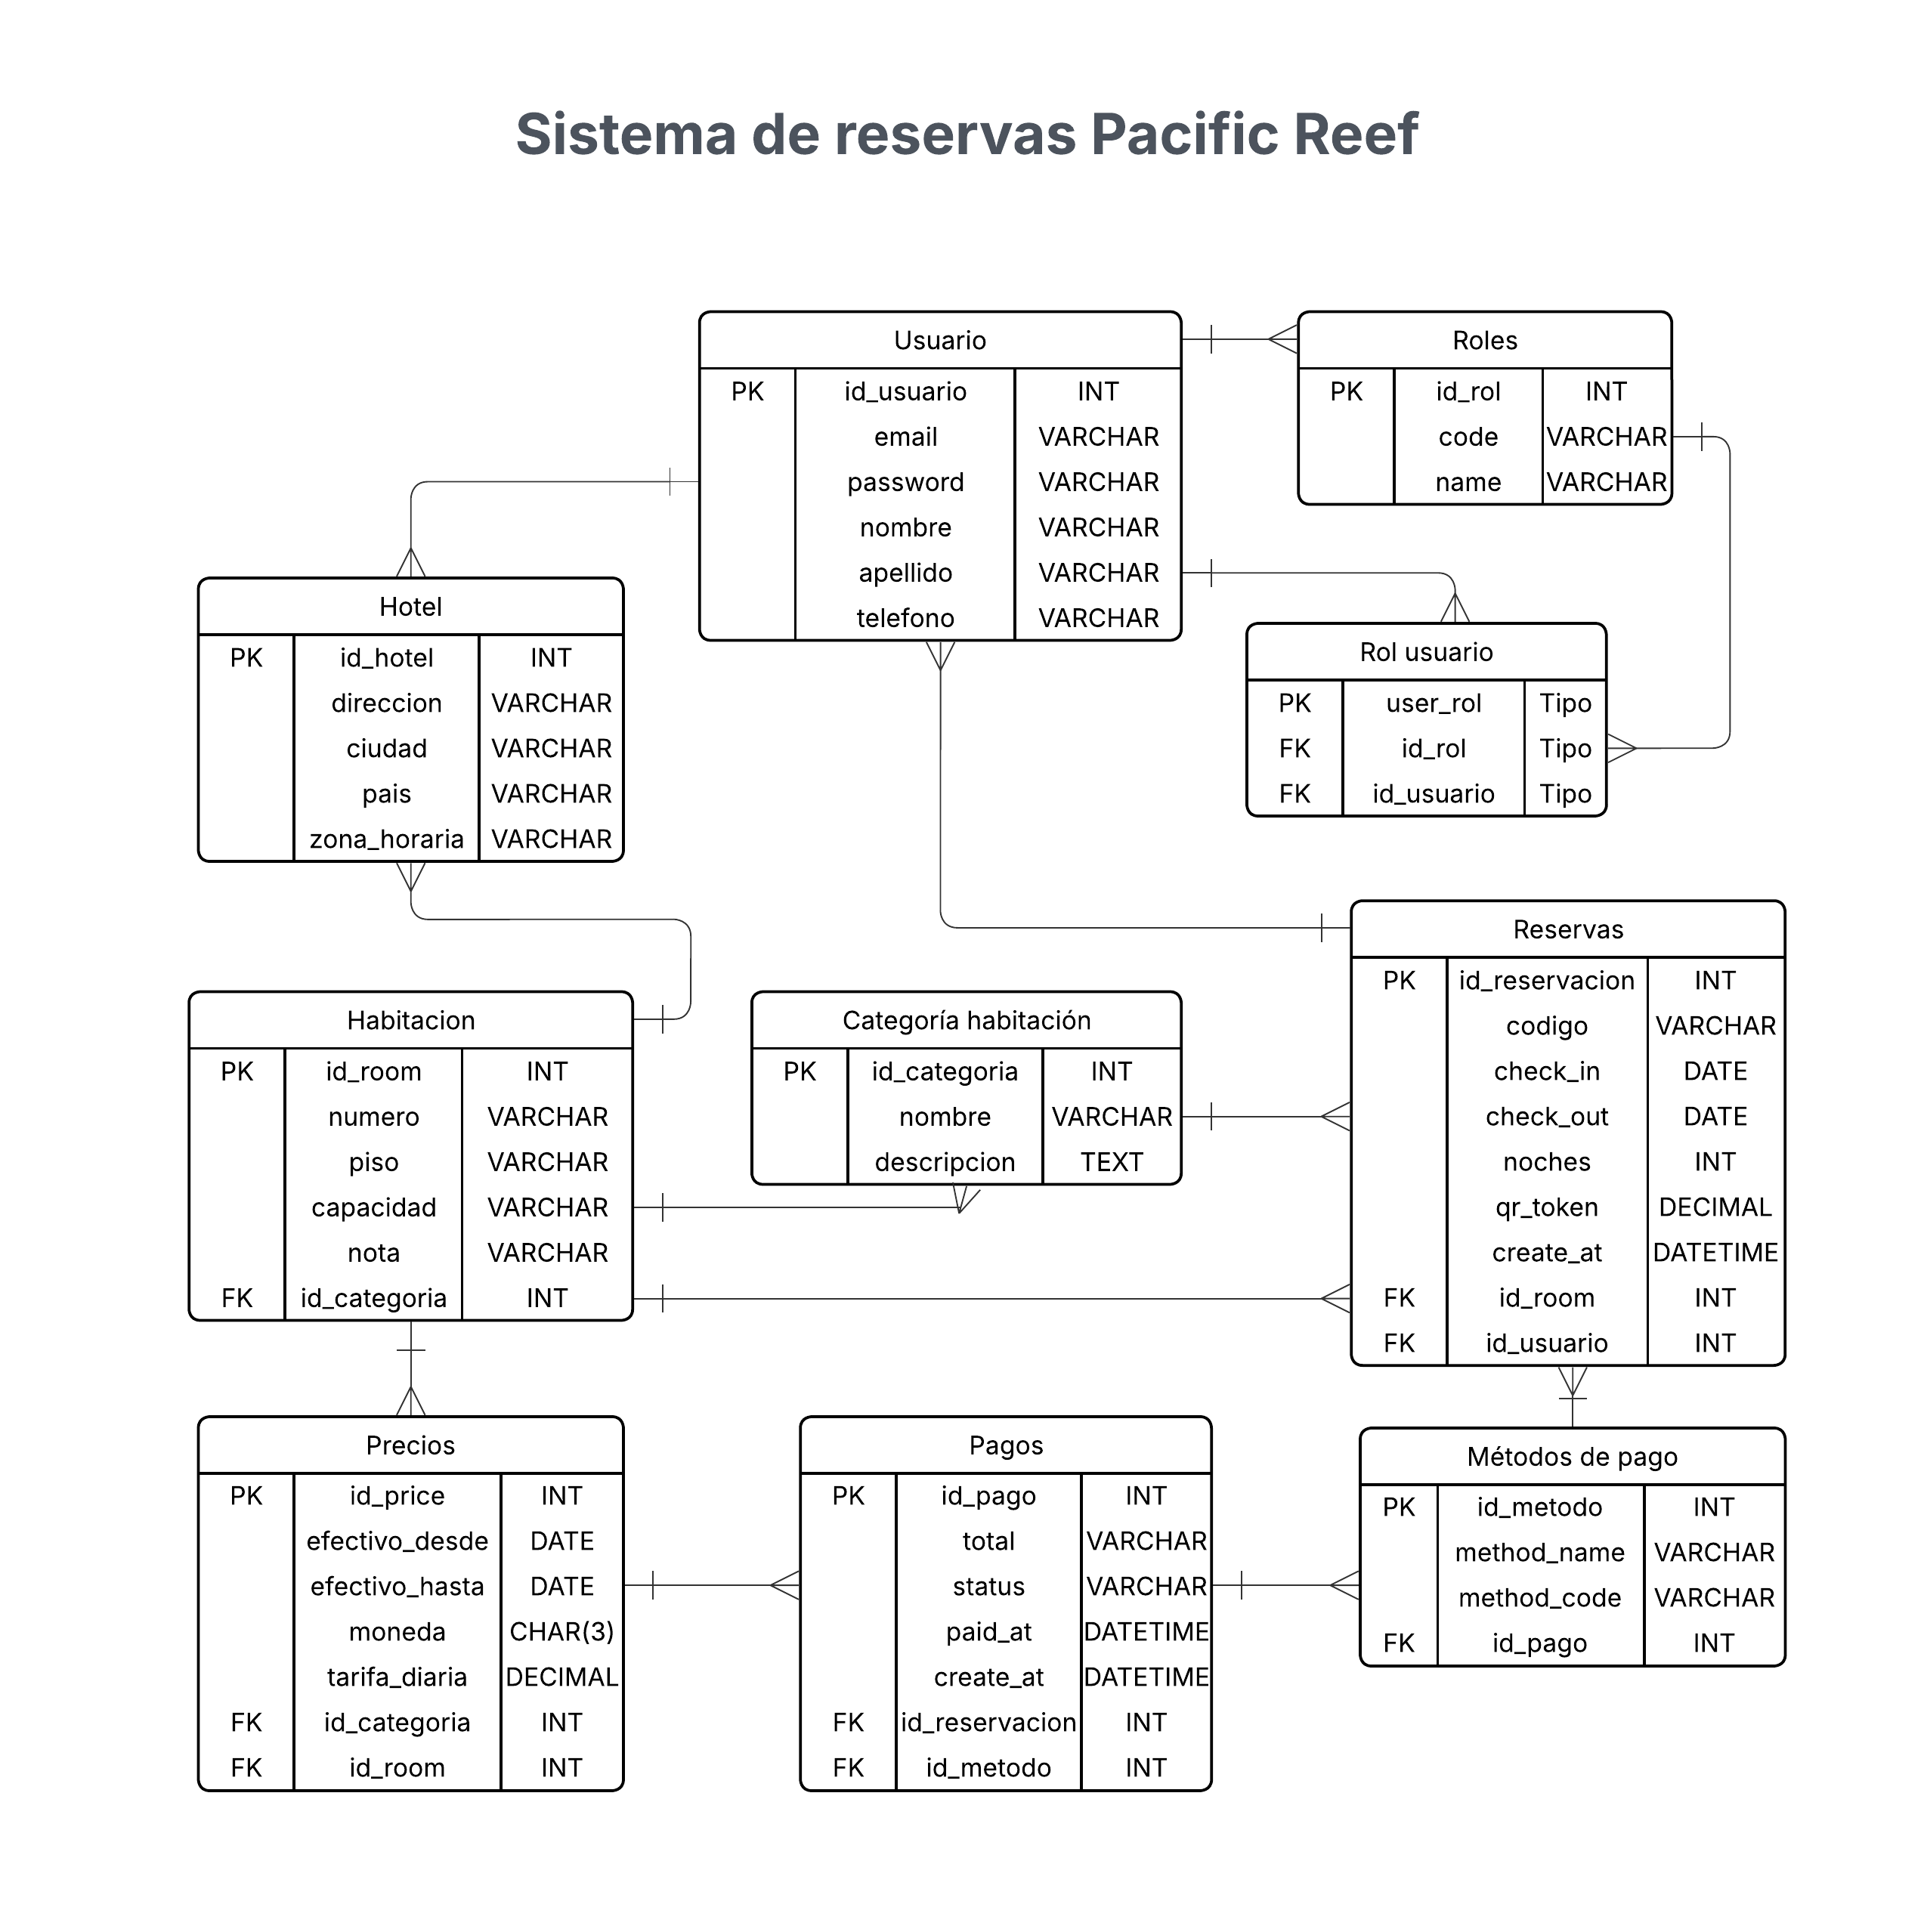 Sistema de reservas Pacific Reef
Usuario
PK id_usuario INT
email VARCHAR
password VARCHAR
nombre VARCHAR
apellido VARCHAR
telefono VARCHAR
Roles
PK id_rol INT
code VARCHAR
name VARCHAR
Hotel
PK id_hotel INT
direccion VARCHAR
ciudad VARCHAR
pais VARCHAR
zona_horaria VARCHAR
Rol usuario
PK user_rol Tipo
FK id_rol Tipo
FK id_usuario Tipo
Reservas
PK id_reservacion INT
codigo VARCHAR
check_in DATE
check_out DATE
noches INT
qr_token DECIMAL
create_at DATETIME
FK id_room INT
FK id_usuario INT
Habitacion
PK id_room INT
numero VARCHAR
piso VARCHAR
capacidad VARCHAR
nota VARCHAR
FK id_categoria INT
Categoría habitación
PK id_categoria INT
nombre VARCHAR
descripcion TEXT
Precios
PK id_price INT
efectivo_desde DATE
efectivo_hasta DATE
moneda CHAR(3)
tarifa_diaria DECIMAL
FK id_categoria INT
FK id_room INT
Pagos
PK id_pago INT
total VARCHAR
status VARCHAR
paid_at DATETIME
create_at DATETIME
FK id_reservacion INT
FK id_metodo INT
Métodos de pago
PK id_metodo INT
method_name VARCHAR
method_code VARCHAR
FK id_pago INT